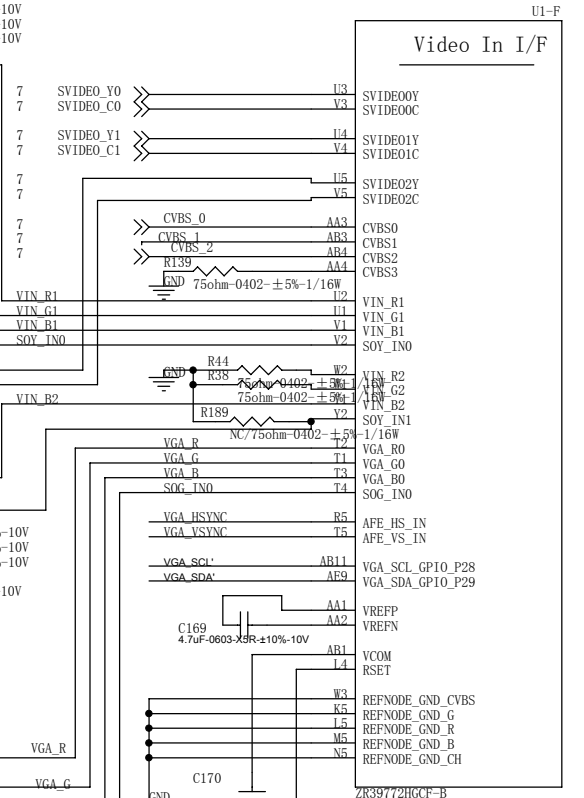 -10V
-10V
-10V
U1-F
Video In I/F
7 SVIDEO_Y0 U3 SVIDEO0Y
7 SVIDEO_C0 V3 SVIDEO0C
7 SVIDEO_Y1 U4 SVIDEO1Y
7 SVIDEO_C1 V4 SVIDEO1C
7 U5 SVIDEO2Y
7 V5 SVIDEO2C
7 CVBS_0 AA3 CVBS0
7 CVBS_1 AB3 CVBS1
7 CVBS_2 AB4 CVBS2
R139 AA4 CVBS3
GND 75ohm-0402-±5%-1/16W
VIN_R1 U2 VIN_R1
VIN_G1 U1 VIN_G1
VIN_B1 V1 VIN_B1
SOY_IN0 V2 SOY_IN0
GND R44 W2 VIN_R2
R38 75ohm-0402-±5%-1/16W VIN_G2
VIN_B2 75ohm-0402-±5%-1/16W VIN_B2
R189 Y2 SOY_IN1
NC/75ohm-0402-±5%-1/16W
VGA_R T2 VGA_R0
VGA_G T1 VGA_G0
VGA_B T3 VGA_B0
SOG_IN0 T4 SOG_IN0
VGA_HSYNC R5 AFE_HS_IN
VGA_VSYNC T5 AFE_VS_IN
-10V
-10V
-10V
-10V
VGA_SCL' AB11 VGA_SCL_GPIO_P28
VGA_SDA' AE9 VGA_SDA_GPIO_P29
AA1 VREFP
C169 AA2 VREFN
4.7uF-0603-X5R-±10%-10V
AB1 VCOM
L4 RSET
W3 REFNODE_GND_CVBS
K5 REFNODE_GND_G
L5 REFNODE_GND_R
M5 REFNODE_GND_B
N5 REFNODE_GND_CH
VGA_R
VGA_G
C170
GND
ZR39772HGCF-B